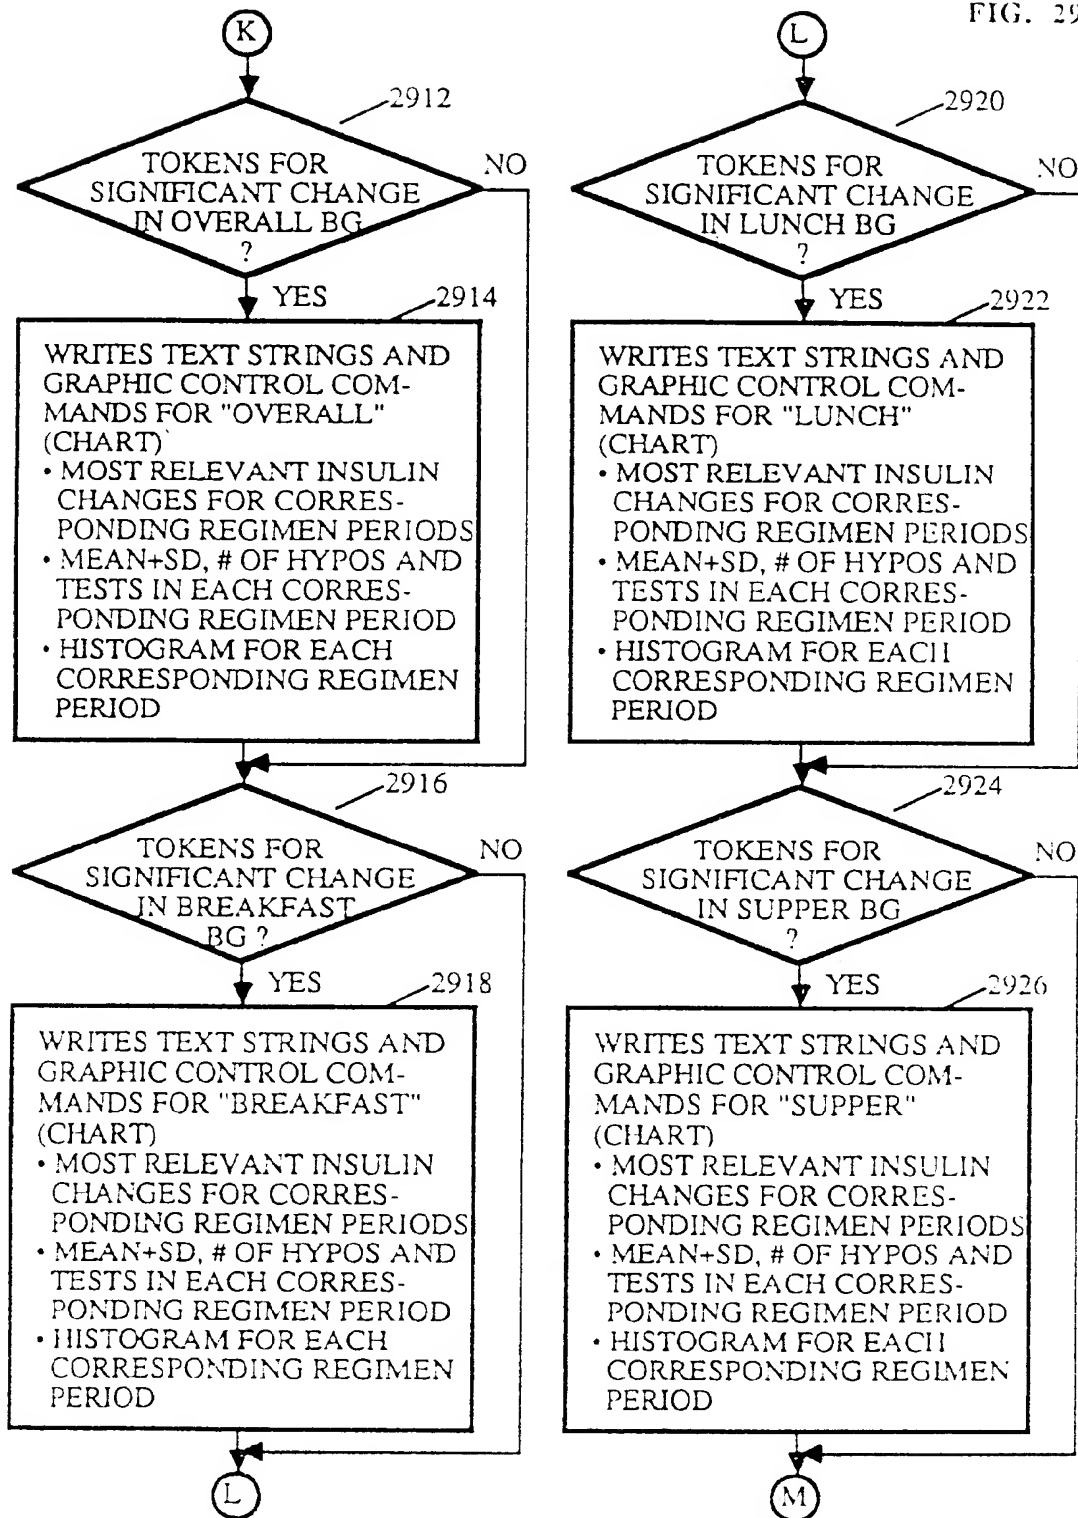 FIG. 29
K
2912
TOKENS FOR
SIGNIFICANT CHANGE
IN OVERALL BG
?
NO
YES
2914
WRITES TEXT STRINGS AND
GRAPHIC CONTROL COM-
MANDS FOR "OVERALL"
(CHART)
• MOST RELEVANT INSULIN
CHANGES FOR CORRES-
PONDING REGIMEN PERIODS
• MEAN+SD, # OF HYPOS AND
TESTS IN EACH CORRES-
PONDING REGIMEN PERIOD
• HISTOGRAM FOR EACH
CORRESPONDING REGIMEN
PERIOD
2916
TOKENS FOR
SIGNIFICANT CHANGE
IN BREAKFAST
BG ?
NO
YES
2918
WRITES TEXT STRINGS AND
GRAPHIC CONTROL COM-
MANDS FOR "BREAKFAST"
(CHART)
• MOST RELEVANT INSULIN
CHANGES FOR CORRES-
PONDING REGIMEN PERIODS
• MEAN+SD, # OF HYPOS AND
TESTS IN EACH CORRES-
PONDING REGIMEN PERIOD
• HISTOGRAM FOR EACH
CORRESPONDING REGIMEN
PERIOD
L
L
2920
TOKENS FOR
SIGNIFICANT CHANGE
IN LUNCH BG
?
NO
YES
2922
WRITES TEXT STRINGS AND
GRAPHIC CONTROL COM-
MANDS FOR "LUNCH"
(CHART)
• MOST RELEVANT INSULIN
CHANGES FOR CORRES-
PONDING REGIMEN PERIODS
• MEAN+SD, # OF HYPOS AND
TESTS IN EACH CORRES-
PONDING REGIMEN PERIOD
• HISTOGRAM FOR EACH
CORRESPONDING REGIMEN
PERIOD
2924
TOKENS FOR
SIGNIFICANT CHANGE
IN SUPPER BG
?
NO
YES
2926
WRITES TEXT STRINGS AND
GRAPHIC CONTROL COM-
MANDS FOR "SUPPER"
(CHART)
• MOST RELEVANT INSULIN
CHANGES FOR CORRES-
PONDING REGIMEN PERIODS
• MEAN+SD, # OF HYPOS AND
TESTS IN EACH CORRES-
PONDING REGIMEN PERIOD
• HISTOGRAM FOR EACH
CORRESPONDING REGIMEN
PERIOD
M